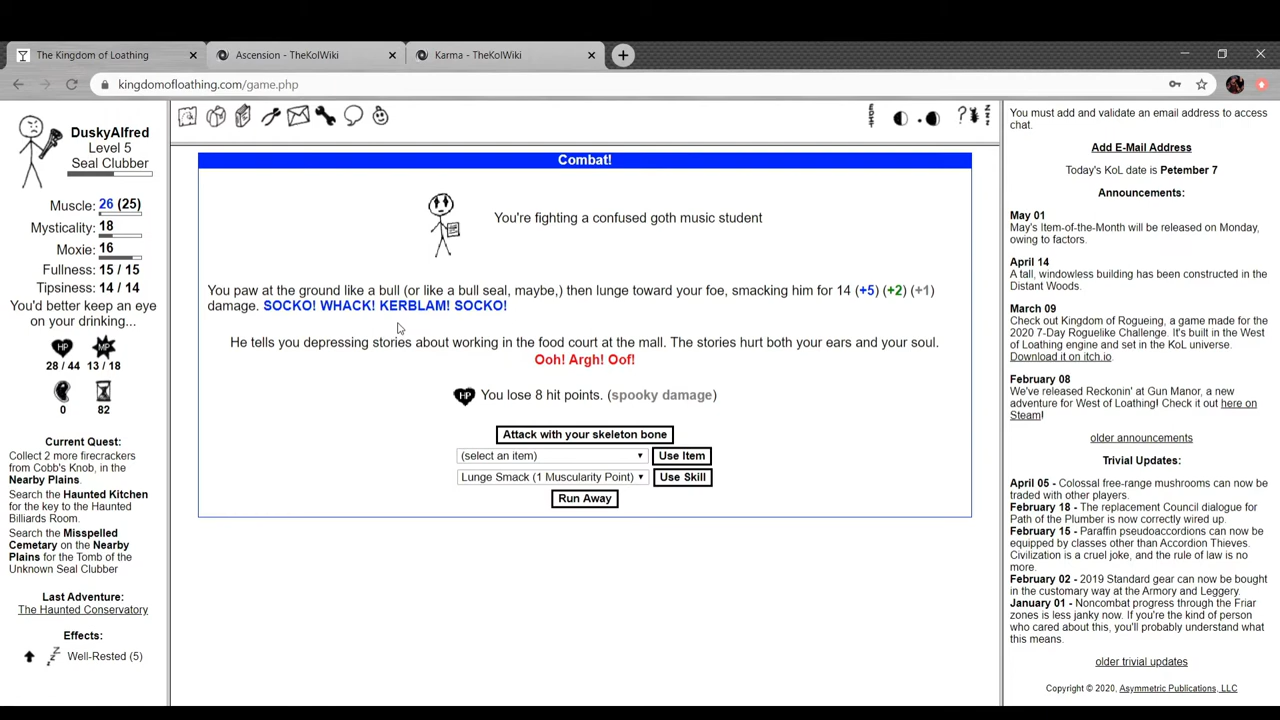 The Kingdom of Loathing
Ascension - TheKolWiki
Karma - TheKolWiki
kingdomofloathing.com/game.php
DuskyAlfred
Level 5
Seal Clubber
Muscle: 26 (25)
Mysticality: 18
Moxie: 16
Fullness: 15 / 15
Tipsiness: 14 / 14
You'd better keep an eye
on your drinking...
HP MP
28 / 44 13 / 18
0 82
Current Quest:
Collect 2 more firecrackers
from Cobb's Knob, in the
Nearby Plains.
Search the Haunted Kitchen
for the key to the Haunted
Billiards Room.
Search the Misspelled
Cemetary on the Nearby
Plains for the Tomb of the
Unknown Seal Clubber
Last Adventure:
The Haunted Conservatory
Effects:
Well-Rested (5)
Combat!
You're fighting a confused goth music student
You paw at the ground like a bull (or like a bull seal, maybe,) then lunge toward your foe, smacking him for 14 (+5) (+2) (+1)
damage. SOCKO! WHACK! KERBLAM! SOCKO!
He tells you depressing stories about working in the food court at the mall. The stories hurt both your ears and your soul.
Ooh! Argh! Oof!
HP You lose 8 hit points. (spooky damage)
Attack with your skeleton bone
(select an item) Use Item
Lunge Smack (1 Muscularity Point) Use Skill
Run Away
You must add and validate an email address to access
chat.
Add E-Mail Address
Today's KoL date is Petember 7
Announcements:
May 01
May's Item-of-the-Month will be released on Monday,
owing to factors.
April 14
A tall, windowless building has been constructed in the
Distant Woods.
March 09
Check out Kingdom of Rogueing, a game made for the
2020 7-Day Roguelike Challenge. It's built in the West
of Loathing engine and set in the KoL universe.
Download it on itch.io.
February 08
We've released Reckonin' at Gun Manor, a new
adventure for West of Loathing! Check it out here on
Steam!
older announcements
Trivial Updates:
April 05 - Colossal free-range mushrooms can now be
traded with other players.
February 18 - The replacement Council dialogue for
Path of the Plumber is now correctly wired up.
February 15 - Paraffin pseudoaccordions can now be
equipped by classes other than Accordion Thieves.
Civilization is a cruel joke, and the rule of law is no
more.
February 02 - 2019 Standard gear can now be bought
in the customary way at the Armory and Leggery.
January 01 - Noncombat progress through the Friar
zones is less janky now. If you're the kind of person
who cared about this, you'll probably understand what
this means.
older trivial updates
Copyright © 2020, Asymmetric Publications, LLC